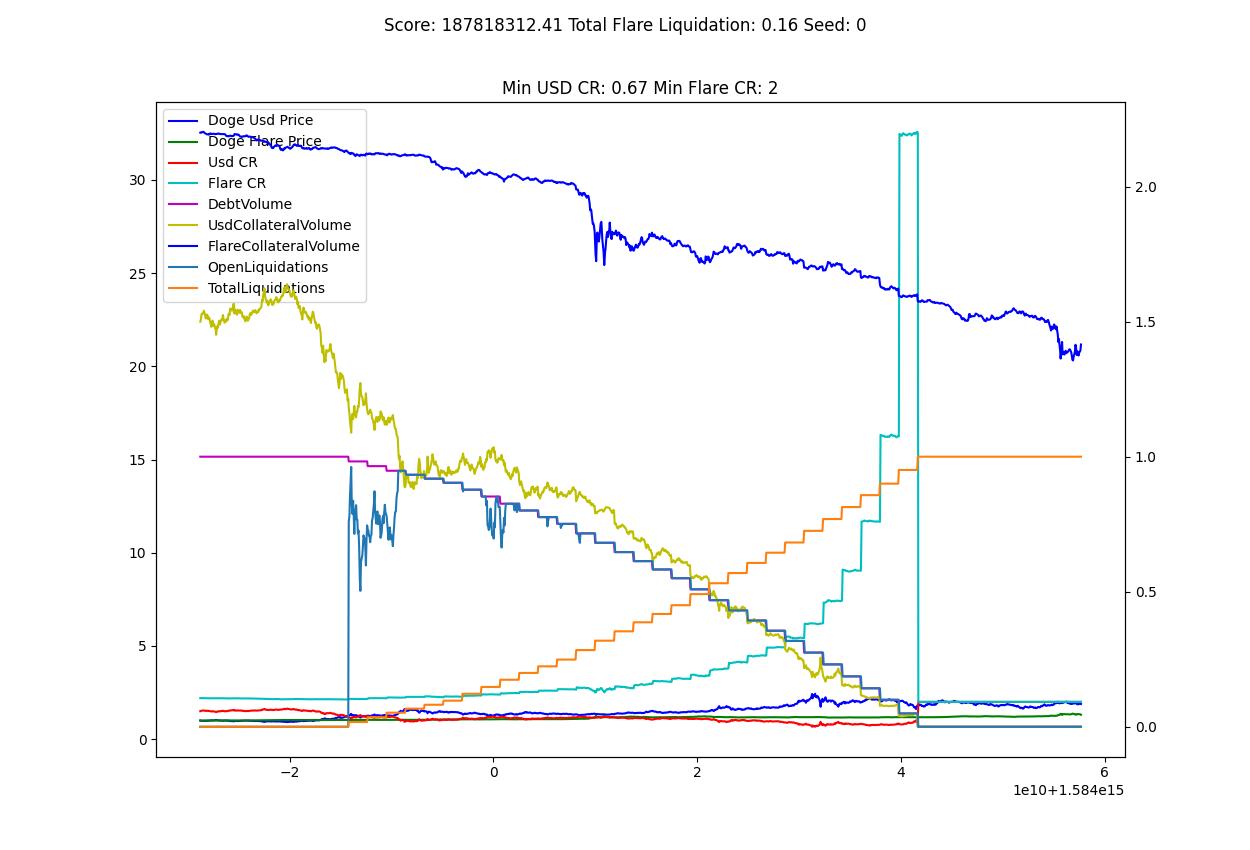 Score: 187818312.41 Total Flare Liquidation: 0.16 Seed: 0
Min USD CR: 0.67 Min Flare CR: 2
Doge Usd Price
Doge Flare Price
Usd CR
Flare CR
DebtVolume
UsdCollateralVolume
FlareCollateralVolume
OpenLiquidations
TotalLiquidations
30
25
20
15
10
5
0
2.0
1.5
1.0
0.5
0.0
−2
0
2
4
6
1e10+1.584e15